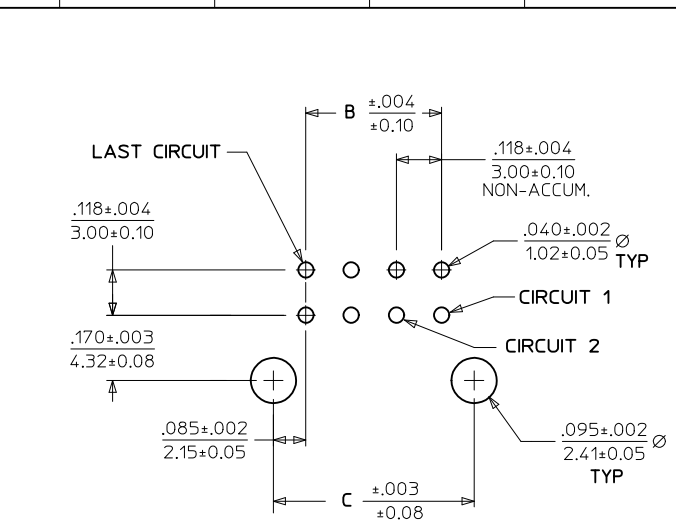 B ±.004
±0.10
LAST CIRCUIT
.118±.004
3.00±0.10
NON-ACCUM.
.118±.004
3.00±0.10
.040±.002 Ø
1.02±0.05 TYP
CIRCUIT 1
CIRCUIT 2
.170±.003
4.32±0.08
.085±.002
2.15±0.05
.095±.002 Ø
2.41±0.05
TYP
C ±.003
±0.08